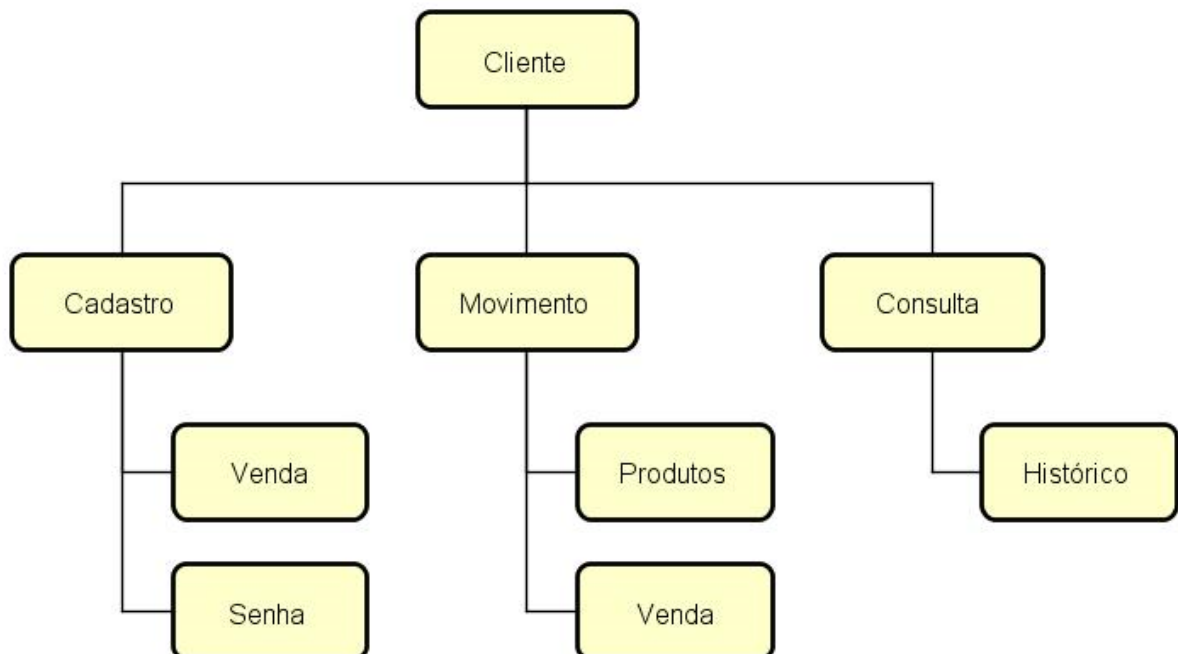 Cliente
Cadastro
Movimento
Consulta
Venda
Produtos
Histórico
Senha
Venda